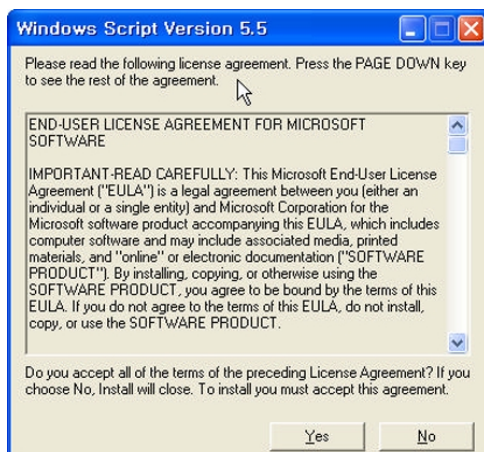 Windows Script Version 5.5
Please read the following license agreement. Press the PAGE DOWN key
to see the rest of the agreement.
END-USER LICENSE AGREEMENT FOR MICROSOFT
SOFTWARE
IMPORTANT-READ CAREFULLY: This Microsoft End-User License
Agreement ("EULA") is a legal agreement between you (either an
individual or a single entity) and Microsoft Corporation for the
Microsoft software product accompanying this EULA, which includes
computer software and may include associated media, printed
materials, and "online" or electronic documentation ("SOFTWARE
PRODUCT"). By installing, copying, or otherwise using the
SOFTWARE PRODUCT, you agree to be bound by the terms of this
EULA. If you do not agree to the terms of this EULA, do not install,
copy, or use the SOFTWARE PRODUCT.
Do you accept all of the terms of the preceding License Agreement? If you
choose No, Install will close. To install you must accept this agreement.
Yes
No